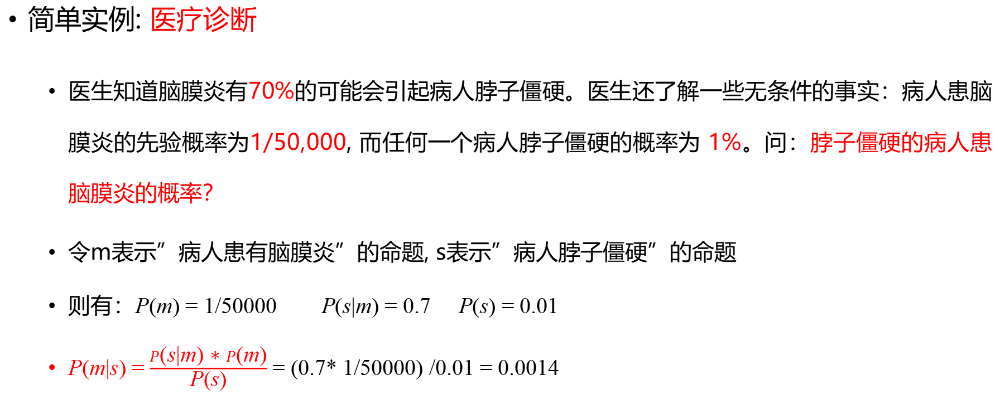 • 简单实例: 医疗诊断
• 医生知道脑膜炎有70%的可能会引起病人脖子僵硬。医生还了解一些无条件的事实：病人患脑
膜炎的先验概率为1/50,000, 而任何一个病人脖子僵硬的概率为 1%。问：脖子僵硬的病人患
脑膜炎的概率?
• 令m表示”病人患有脑膜炎”的命题, s表示”病人脖子僵硬”的命题
• 则有：P(m) = 1/50000 P(s|m) = 0.7 P(s) = 0.01
• P(m|s) = \frac{P(s|m) * P(m)}{P(s)} = (0.7* 1/50000) /0.01 = 0.0014